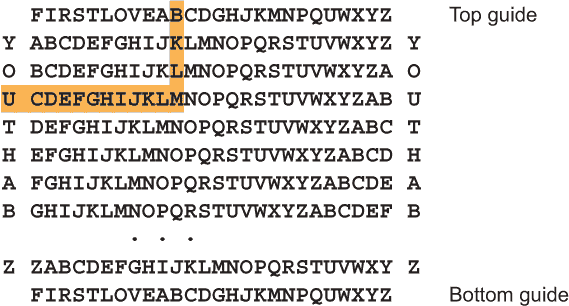 FIRSTLOVEABCDGHJKMNPQUWXYZ Top guide
Y ABCDEFGHIJKLMNOPQRSTUVWXYZ Y
O BCDEFGHIJKLMNOPQRSTUVWXYZA O
U CDEFGHIJKLMNOPQRSTUVWXYZAB U
T DEFGHIJKLMNOPQRSTUVWXYZABC T
H EFGHIJKLMNOPQRSTUVWXYZABCD H
A FGHIJKLMNOPQRSTUVWXYZABCDE A
B GHIJKLMNOPQRSTUVWXYZABCDEF B
. . .
Z ZABCDEFGHIJKLMNOPQRSTUVWXY Z
FIRSTLOVEABCDGHJKMNPQUWXYZ Bottom guide